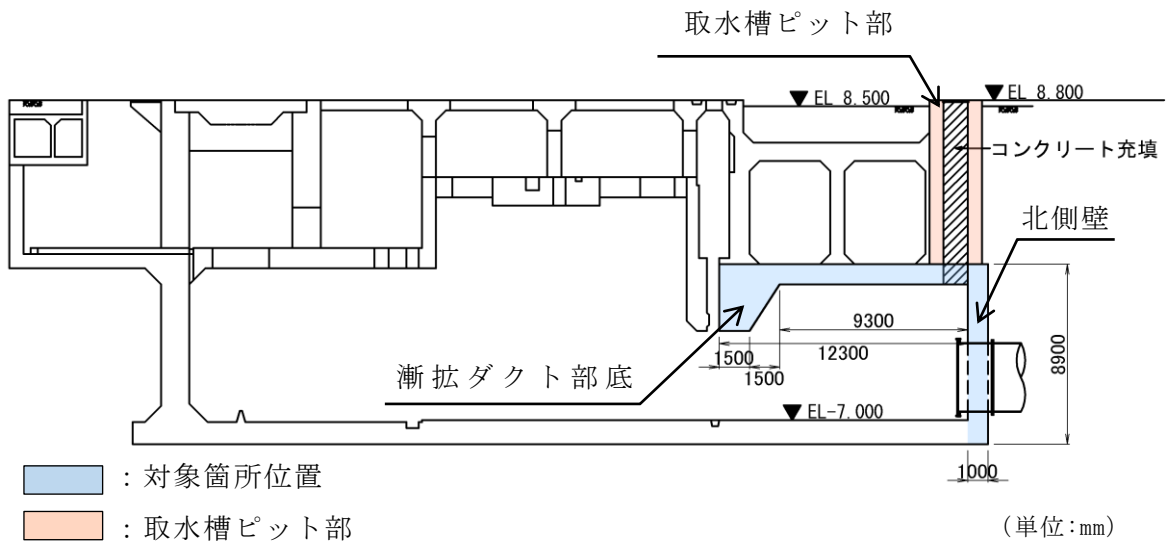 取水槽ピット部
▼ EL 8.500
▼ EL 8.800
コンクリート充填
北側壁
9300
12300
1500
1500
8900
漸拡ダクト部底
▼ EL-7.000
1000
：対象箇所位置
：取水槽ピット部
（単位：mm）